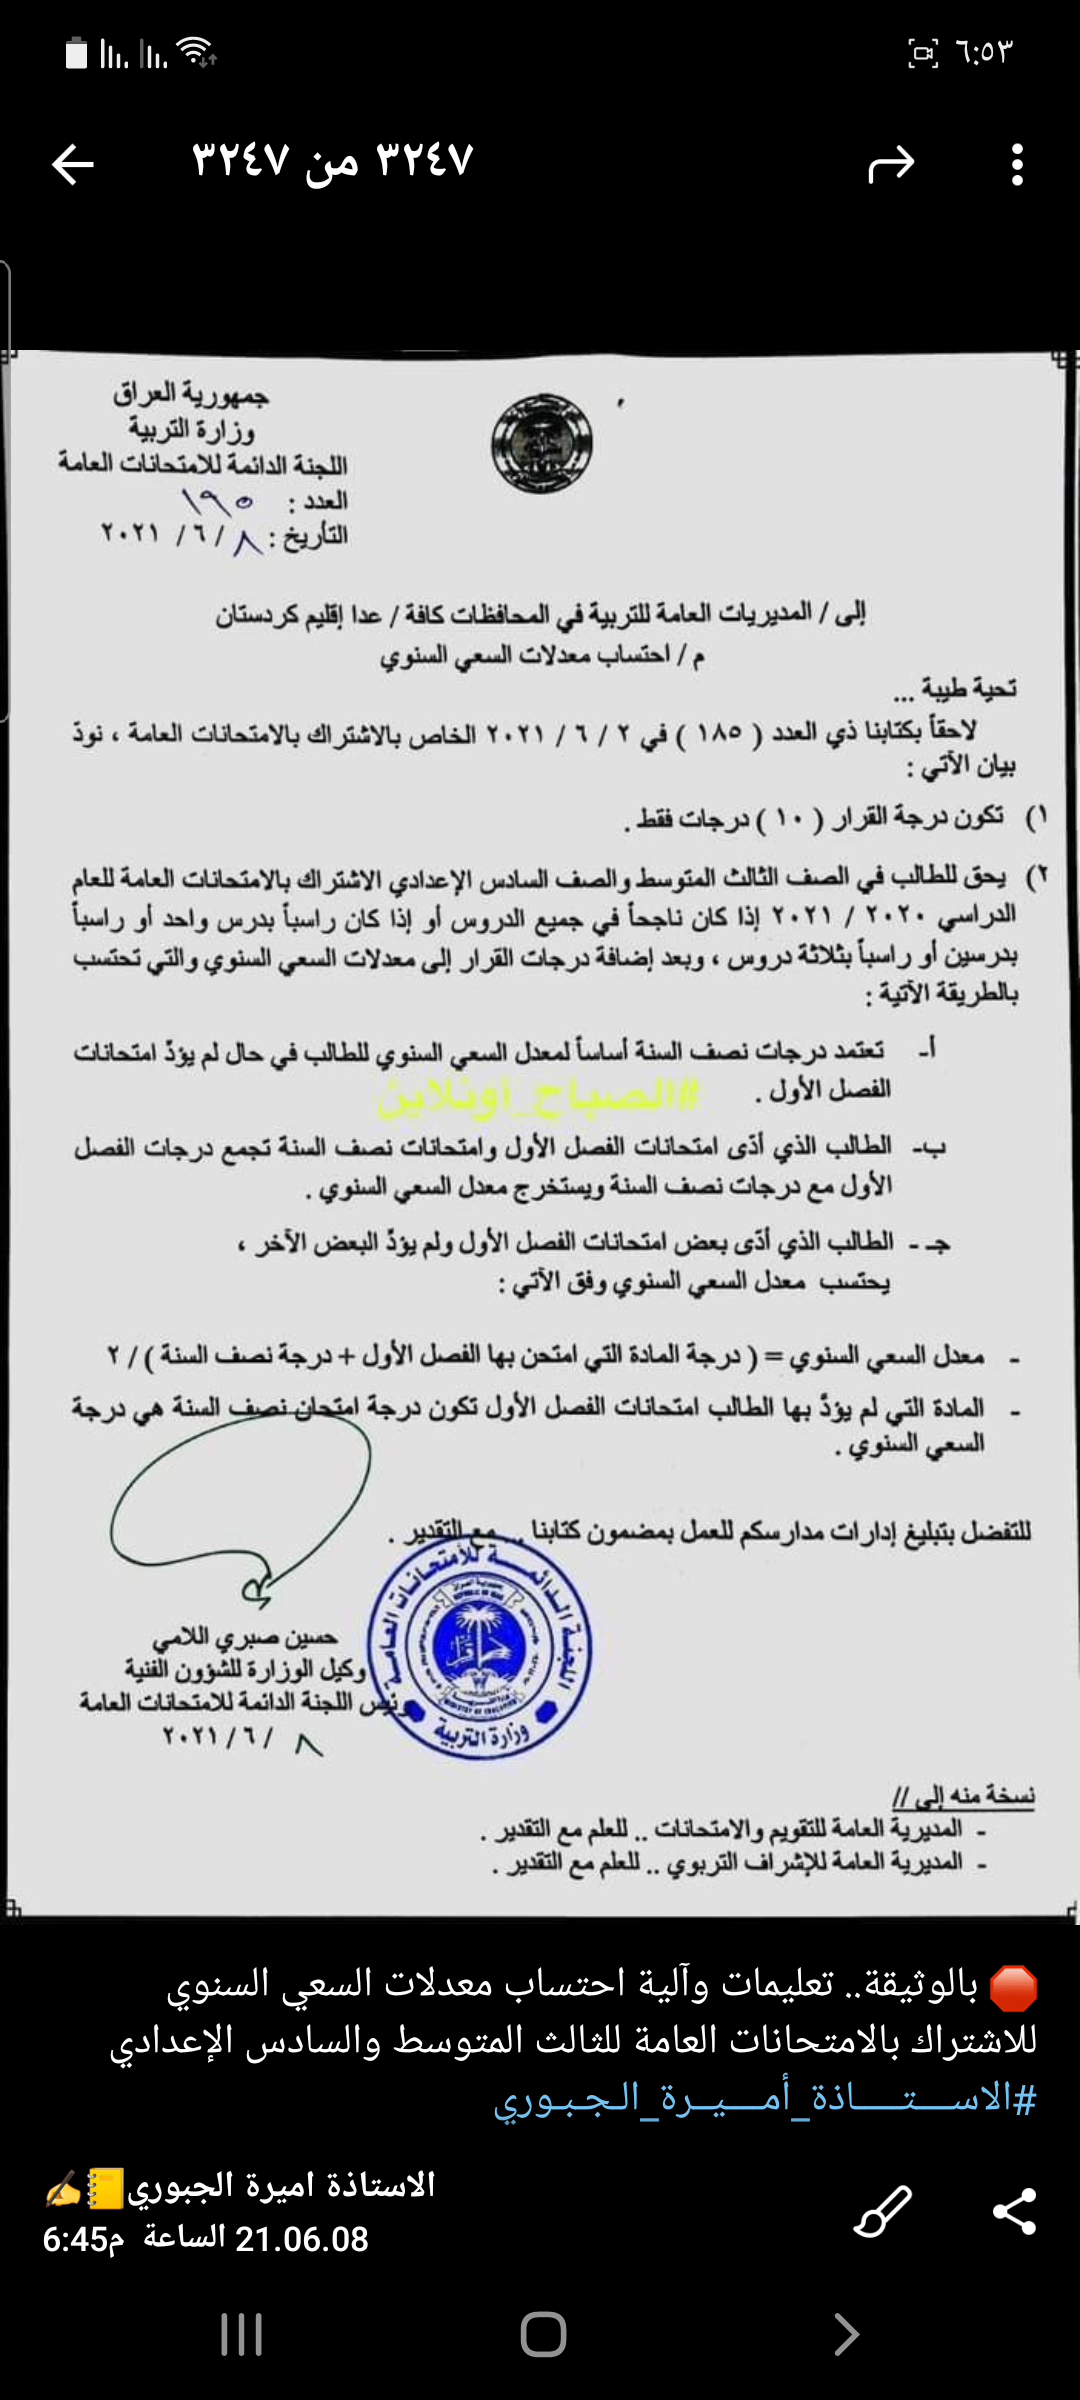 ٦:٥٣
٣٢٤٧ من ٣٢٤٧
جمهورية العراق
وزارة التربية
اللجنة الدائمة للامتحانات العامة
العدد : ١٩٥
التأريخ : ٨ / ٦ / ٢٠٢١
إلى / المديريات العامة للتربية في المحافظات كافة / عدا إقليم كردستان
م / احتساب معدلات السعي السنوي
تحية طيبة ...
لاحقاً بكتابنا ذي العدد ( ١٨٥ ) في ٢ / ٦ / ٢٠٢١ الخاص بالاشتراك بالامتحانات العامة ، نودّ
بيان الآتي :
١) تكون درجة القرار ( ١٠ ) درجات فقط .
٢) يحق للطالب في الصف الثالث المتوسط والصف السادس الإعدادي الاشتراك بالامتحانات العامة للعام
الدراسي ٢٠٢٠ / ٢٠٢١ إذا كان ناجحاً في جميع الدروس أو إذا كان راسباً بدرس واحد أو راسباً
بدرسين أو راسباً بثلاثة دروس ، وبعد إضافة درجات القرار إلى معدلات السعي السنوي والتي تحتسب
بالطريقة الآتية :
أ- تعتمد درجات نصف السنة أساساً لمعدل السعي السنوي للطالب في حال لم يؤدّ امتحانات
الفصل الأول .
#الصباح_اونلاين
ب- الطالب الذي أدّى امتحانات الفصل الأول وامتحانات نصف السنة تجمع درجات الفصل
الأول مع درجات نصف السنة ويستخرج معدل السعي السنوي .
جـ - الطالب الذي أدّى بعض امتحانات الفصل الأول ولم يؤدّ البعض الآخر ،
يحتسب معدل السعي السنوي وفق الآتي :
- معدل السعي السنوي = ( درجة المادة التي امتحن بها الفصل الأول + درجة نصف السنة ) / ٢
- المادة التي لم يؤدّ بها الطالب امتحانات الفصل الأول تكون درجة امتحان نصف السنة هي درجة
السعي السنوي .
للتفضل بتبليغ إدارات مدارسكم للعمل بمضمون كتابنا ... مع التقدير .
اللجنة الدائمة للأمتحانات العامة
وزارة التربية
حسين صبري اللامي
وكيل الوزارة للشؤون الفنية
ورئيس اللجنة الدائمة للامتحانات العامة
٨ / ٦ / ٢٠٢١
نسخة منه إلى //
- المديرية العامة للتقويم والامتحانات .. للعلم مع التقدير .
- المديرية العامة للإشراف التربوي .. للعلم مع التقدير .
بالوثيقة.. تعليمات وآلية احتساب معدلات السعي السنوي
للاشتراك بالامتحانات العامة للثالث المتوسط والسادس الإعدادي
#الاســـتـــــاذة_أمـــيــرة_الـجـبـوري
الاستاذة اميرة الجبوري
21.06.08 الساعة 6:45م